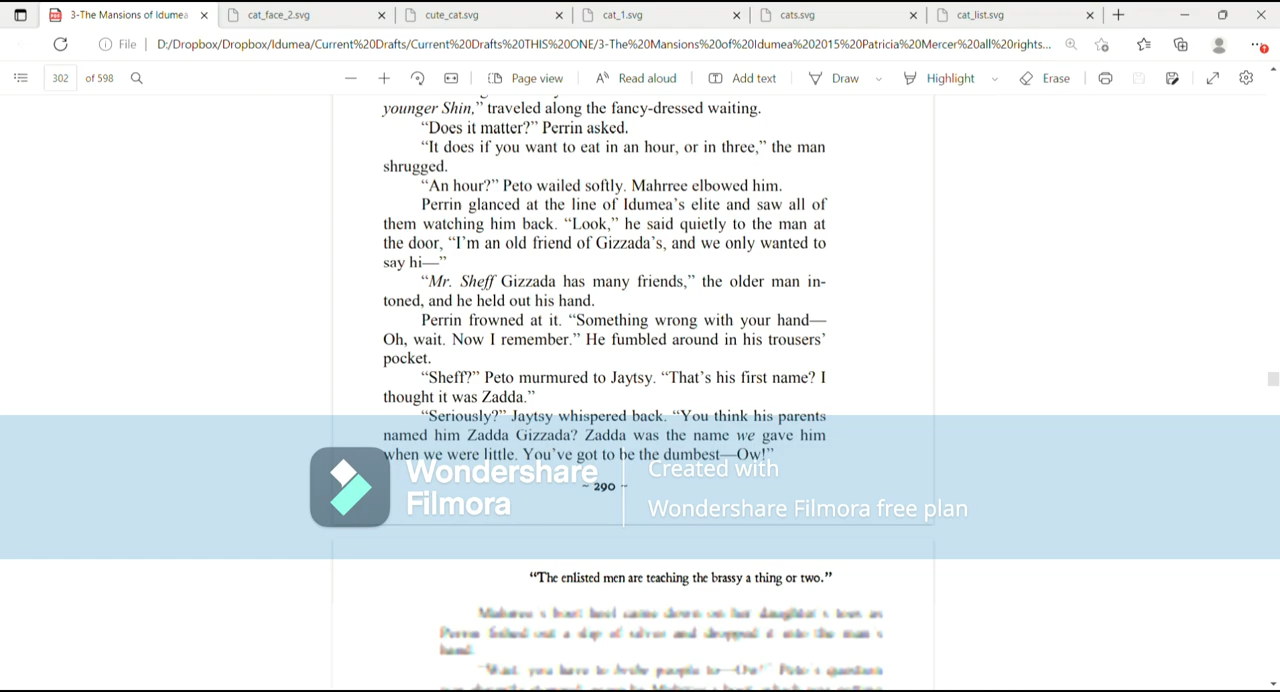 3-The Mansions of Idumea
cat_face_2.svg
cute_cat.svg
cat_1.svg
cats.svg
cat_list.svg
File
D:/Dropbox/Dropbox/Idumea/Current%20Drafts/Current%20Drafts%20THIS%20ONE/3-The%20Mansions%20of%20Idumea%202015%20Patricia%20Mercer%20all%20rights...
302 of 598
Page view
Read aloud
Add text
Draw
Highlight
Erase
younger Shin,” traveled along the fancy-dressed waiting.
“Does it matter?” Perrin asked.
“It does if you want to eat in an hour, or in three,” the man
shrugged.
“An hour?” Peto wailed softly. Mahrree elbowed him.
Perrin glanced at the line of Idumea’s elite and saw all of
them watching him back. “Look,” he said quietly to the man at
the door, “I’m an old friend of Gizzada’s, and we only wanted to
say hi—”
“Mr. Sheff Gizzada has many friends,” the older man in-
toned, and he held out his hand.
Perrin frowned at it. “Something wrong with your hand—
Oh, wait. Now I remember.” He fumbled around in his trousers’
pocket.
“Sheff?” Peto murmured to Jaytsy. “That’s his first name? I
thought it was Zadda.”
“Seriously?” Jaytsy whispered back. “You think his parents
named him Zadda Gizzada? Zadda was the name we gave him
when we were little. You’ve got to be the dumbest—Ow!”
~ 290 ~
Wondershare
Filmora
Created with
Wondershare Filmora free plan
“The enlisted men are teaching the brassy a thing or two.”